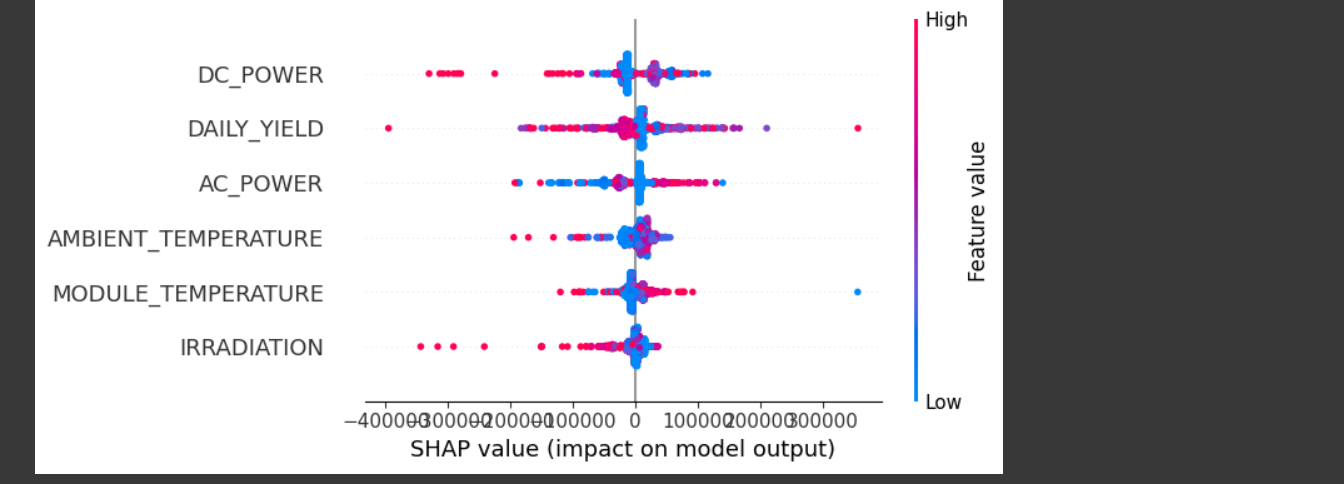 High
DC_POWER
DAILY_YIELD
AC_POWER
AMBIENT_TEMPERATURE
MODULE_TEMPERATURE
IRRADIATION
Feature value
Low
−400000 −300000 −200000 −100000 0 100000 200000 300000
SHAP value (impact on model output)